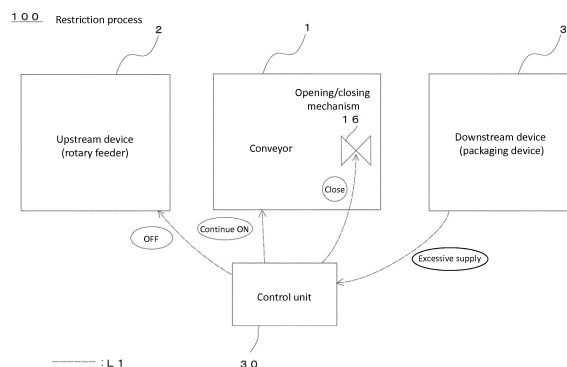 100 Restriction process
2
1
3
Opening/closing
mechanism
16
Upstream device
(rotary feeder)
Conveyor
Downstream device
(packaging device)
Close
OFF
Continue ON
Excessive supply
Control unit
30
:L1